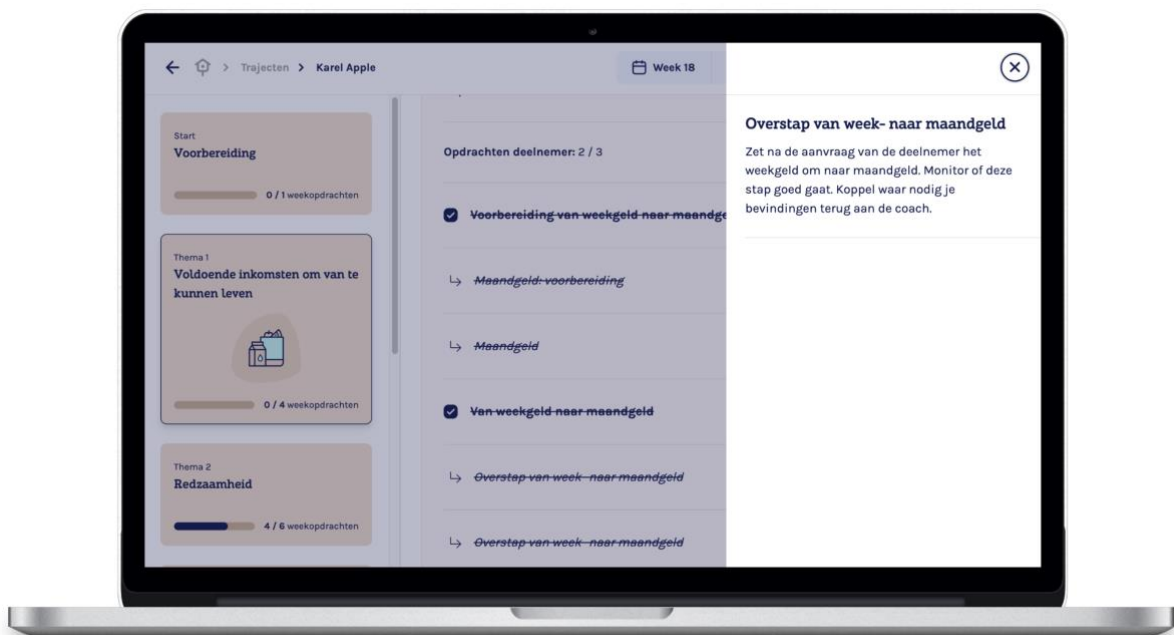 Trajecten > Karel Apple
Week 18
Start
Voorbereiding
0 / 1 weekopdrachten
Thema 1
Voldoende inkomsten om van te
kunnen leven
0 / 4 weekopdrachten
Thema 2
Redzaamheid
4 / 6 weekopdrachten
Opdrachten deelnemer: 2 / 3
Voorbereiding van weekgeld naar maandge
Maandgeld: voorbereiding
Maandgeld
Van weekgeld naar maandgeld
Overstap van week- naar maandgeld
Overstap van week- naar maandgeld
Overstap van week- naar maandgeld
Zet na de aanvraag van de deelnemer het
weekgeld om naar maandgeld. Monitor of deze
stap goed gaat. Koppel waar nodig je
bevindingen terug aan de coach.